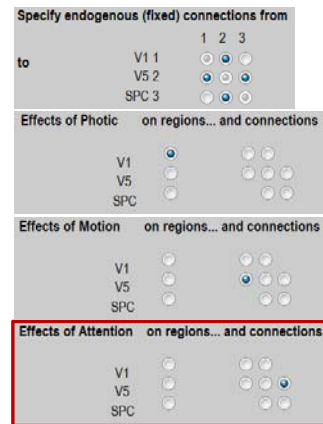 Specify endogenous (fixed) connections from
1 2 3
to V1 1
V5 2
SPC 3
Effects of Photic on regions... and connections
V1
V5
SPC
Effects of Motion on regions... and connections
V1
V5
SPC
Effects of Attention on regions... and connections
V1
V5
SPC